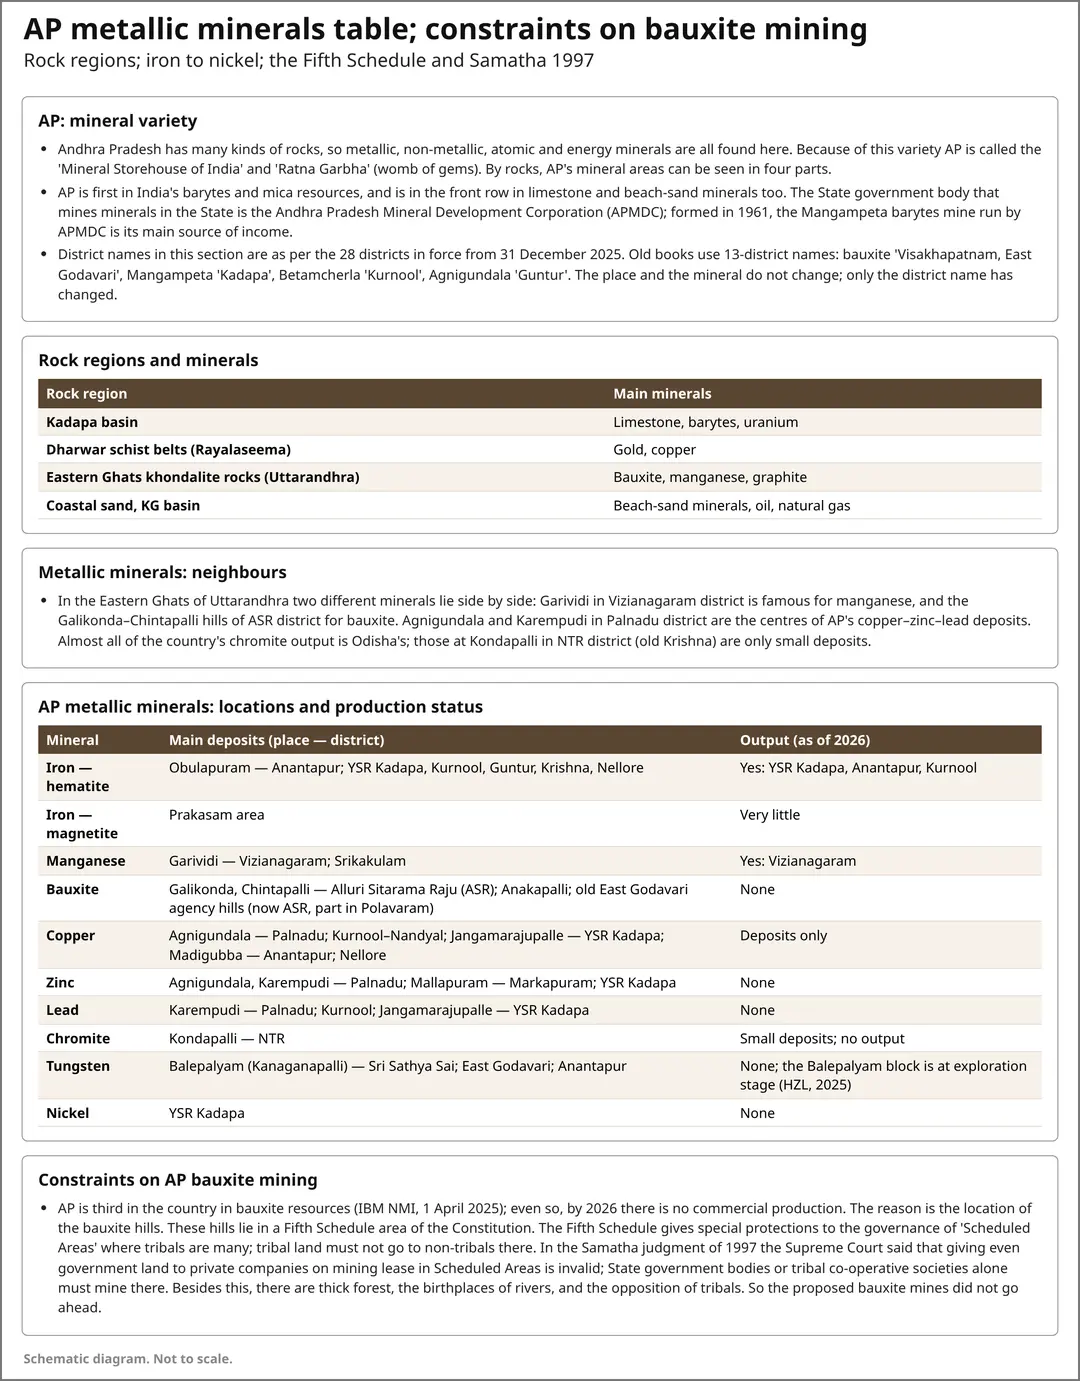 AP metallic minerals table; constraints on bauxite mining
Rock regions; iron to nickel; the Fifth Schedule and Samatha 1997
AP: mineral variety
• Andhra Pradesh has many kinds of rocks, so metallic, non-metallic, atomic and energy minerals are all found here. Because of this variety AP is called the
'Mineral Storehouse of India' and 'Ratna Garbha' (womb of gems). By rocks, AP's mineral areas can be seen in four parts.
• AP is first in India's barytes and mica resources, and is in the front row in limestone and beach-sand minerals too. The State government body that
mines minerals in the State is the Andhra Pradesh Mineral Development Corporation (APMDC); formed in 1961, the Mangampeta barytes mine run by
APMDC is its main source of income.
• District names in this section are as per the 28 districts in force from 31 December 2025. Old books use 13-district names: bauxite 'Visakhapatnam, East
Godavari', Mangampeta 'Kadapa', Betamcherla 'Kurnool', Agnigundala 'Guntur'. The place and the mineral do not change; only the district name has
changed.
Rock regions and minerals
Rock region Main minerals
Kadapa basin Limestone, barytes, uranium
Dharwar schist belts (Rayalaseema) Gold, copper
Eastern Ghats khondalite rocks (Uttarandhra) Bauxite, manganese, graphite
Coastal sand, KG basin Beach-sand minerals, oil, natural gas
Metallic minerals: neighbours
• In the Eastern Ghats of Uttarandhra two different minerals lie side by side: Garividi in Vizianagaram district is famous for manganese, and the
Galikonda–Chintapalli hills of ASR district for bauxite. Agnigundala and Karempudi in Palnadu district are the centres of AP's copper–zinc–lead deposits.
Almost all of the country's chromite output is Odisha's; those at Kondapalli in NTR district (old Krishna) are only small deposits.
AP metallic minerals: locations and production status
Mineral Main deposits (place — district) Output (as of 2026)
Iron — Obulapuram — Anantapur; YSR Kadapa, Kurnool, Guntur, Krishna, Nellore Yes: YSR Kadapa, Anantapur, Kurnool
hematite
Iron — Prakasam area Very little
magnetite
Manganese Garividi — Vizianagaram; Srikakulam Yes: Vizianagaram
Bauxite Galikonda, Chintapalli — Alluri Sitarama Raju (ASR); Anakapalli; old East Godavari None
agency hills (now ASR, part in Polavaram)
Copper Agnigundala — Palnadu; Kurnool–Nandyal; Jangamarajupalle — YSR Kadapa; Deposits only
Madigubba — Anantapur; Nellore
Zinc Agnigundala, Karempudi — Palnadu; Mallapuram — Markapuram; YSR Kadapa None
Lead Karempudi — Palnadu; Kurnool; Jangamarajupalle — YSR Kadapa None
Chromite Kondapalli — NTR Small deposits; no output
Tungsten Balepalyam (Kanaganapalli) — Sri Sathya Sai; East Godavari; Anantapur None; the Balepalyam block is at exploration
stage (HZL, 2025)
Nickel YSR Kadapa None
Constraints on AP bauxite mining
• AP is third in the country in bauxite resources (IBM NMI, 1 April 2025); even so, by 2026 there is no commercial production. The reason is the location of
the bauxite hills. These hills lie in a Fifth Schedule area of the Constitution. The Fifth Schedule gives special protections to the governance of 'Scheduled
Areas' where tribals are many; tribal land must not go to non-tribals there. In the Samatha judgment of 1997 the Supreme Court said that giving even
government land to private companies on mining lease in Scheduled Areas is invalid; State government bodies or tribal co-operative societies alone
must mine there. Besides this, there are thick forest, the birthplaces of rivers, and the opposition of tribals. So the proposed bauxite mines did not go
ahead.
Schematic diagram. Not to scale.